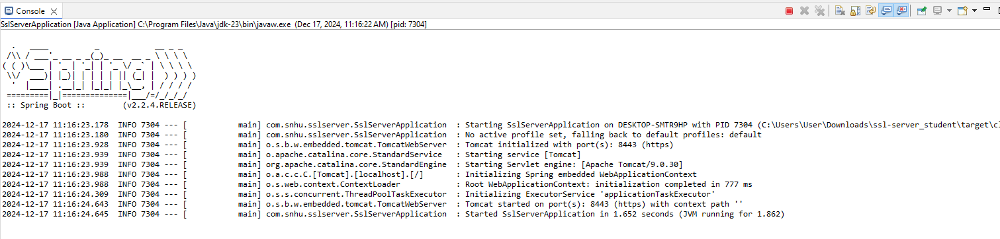 Console
SslServerApplication [Java Application] C:\Program Files\Java\jdk-23\bin\javaw.exe  (Dec 17, 2024, 11:16:22 AM) [pid: 7304]
  .   ____          _            __ _ _
 /\\ / ___'_ __ _ _(_)_ __  __ _ \ \ \ \
( ( )\___ | '_ | '_| | '_ \/ _` | \ \ \ \
 \\/  ___)| |_)| | | | | || (_| |  ) ) ) )
  '  |____| .__|_| |_|_| |_\__, | / / / /
 =========|_|==============|___/=/_/_/_/
 :: Spring Boot ::        (v2.2.4.RELEASE)
2024-12-17 11:16:23.178  INFO 7304 --- [           main] com.snhu.sslserver.SslServerApplication  : Starting SslServerApplication on DESKTOP-SMTR9HP with PID 7304 (C:\Users\User\Downloads\ssl-server_student\target\cl
2024-12-17 11:16:23.180  INFO 7304 --- [           main] com.snhu.sslserver.SslServerApplication  : No active profile set, falling back to default profiles: default
2024-12-17 11:16:23.928  INFO 7304 --- [           main] o.s.b.w.embedded.tomcat.TomcatWebServer  : Tomcat initialized with port(s): 8443 (https)
2024-12-17 11:16:23.939  INFO 7304 --- [           main] o.apache.catalina.core.StandardService   : Starting service [Tomcat]
2024-12-17 11:16:23.939  INFO 7304 --- [           main] org.apache.catalina.core.StandardEngine  : Starting Servlet engine: [Apache Tomcat/9.0.30]
2024-12-17 11:16:23.988  INFO 7304 --- [           main] o.a.c.c.C.[Tomcat].[localhost].[/]       : Initializing Spring embedded WebApplicationContext
2024-12-17 11:16:23.988  INFO 7304 --- [           main] o.s.web.context.ContextLoader            : Root WebApplicationContext: initialization completed in 777 ms
2024-12-17 11:16:24.309  INFO 7304 --- [           main] o.s.s.concurrent.ThreadPoolTaskExecutor  : Initializing ExecutorService 'applicationTaskExecutor'
2024-12-17 11:16:24.643  INFO 7304 --- [           main] o.s.b.w.embedded.tomcat.TomcatWebServer  : Tomcat started on port(s): 8443 (https) with context path ''
2024-12-17 11:16:24.645  INFO 7304 --- [           main] com.snhu.sslserver.SslServerApplication  : Started SslServerApplication in 1.652 seconds (JVM running for 1.862)